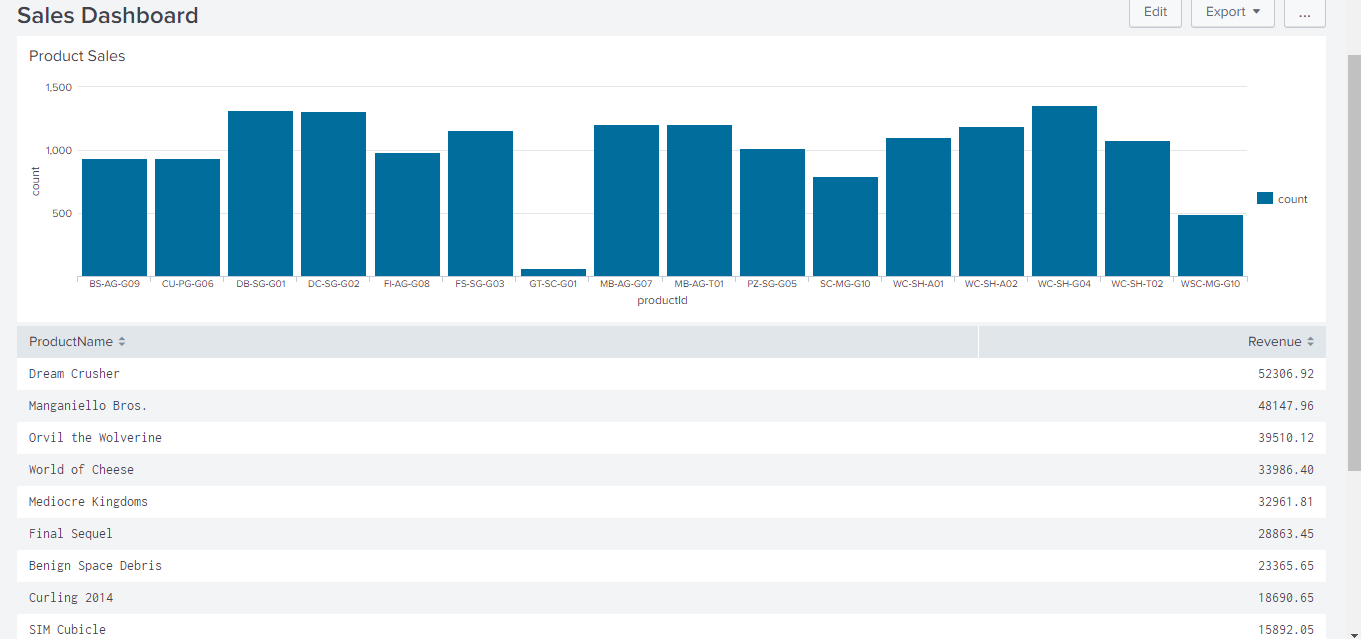 Sales Dashboard
Edit
Export
...
Product Sales
1,500
1,000
500
count
count
BS-AG-G09 CU-PG-G06 DB-SG-G01 DC-SG-G02 FI-AG-G08 FS-SG-G03 GT-SC-G01 MB-AG-G07 MB-AG-T01 PZ-SG-G05 SC-MG-G10 WC-SH-A01 WC-SH-A02 WC-SH-G04 WC-SH-T02 WSC-MG-G10
productId
ProductName Revenue
Dream Crusher 52306.92
Manganiello Bros. 48147.96
Orvil the Wolverine 39510.12
World of Cheese 33986.40
Mediocre Kingdoms 32961.81
Final Sequel 28863.45
Benign Space Debris 23365.65
Curling 2014 18690.65
SIM Cubicle 15892.05